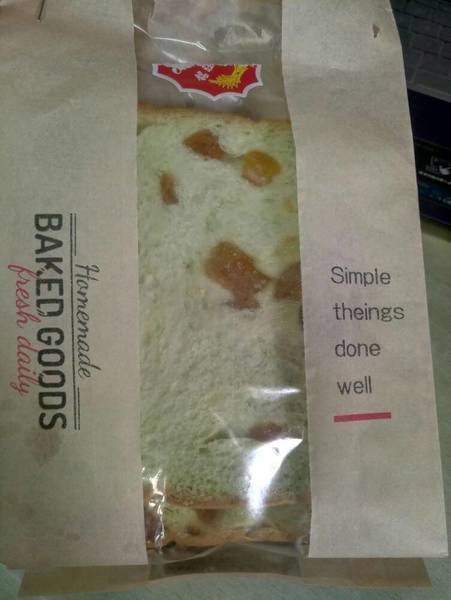 Homemade
BAKED GOODS
fresh daily
Simple
theings
done
well